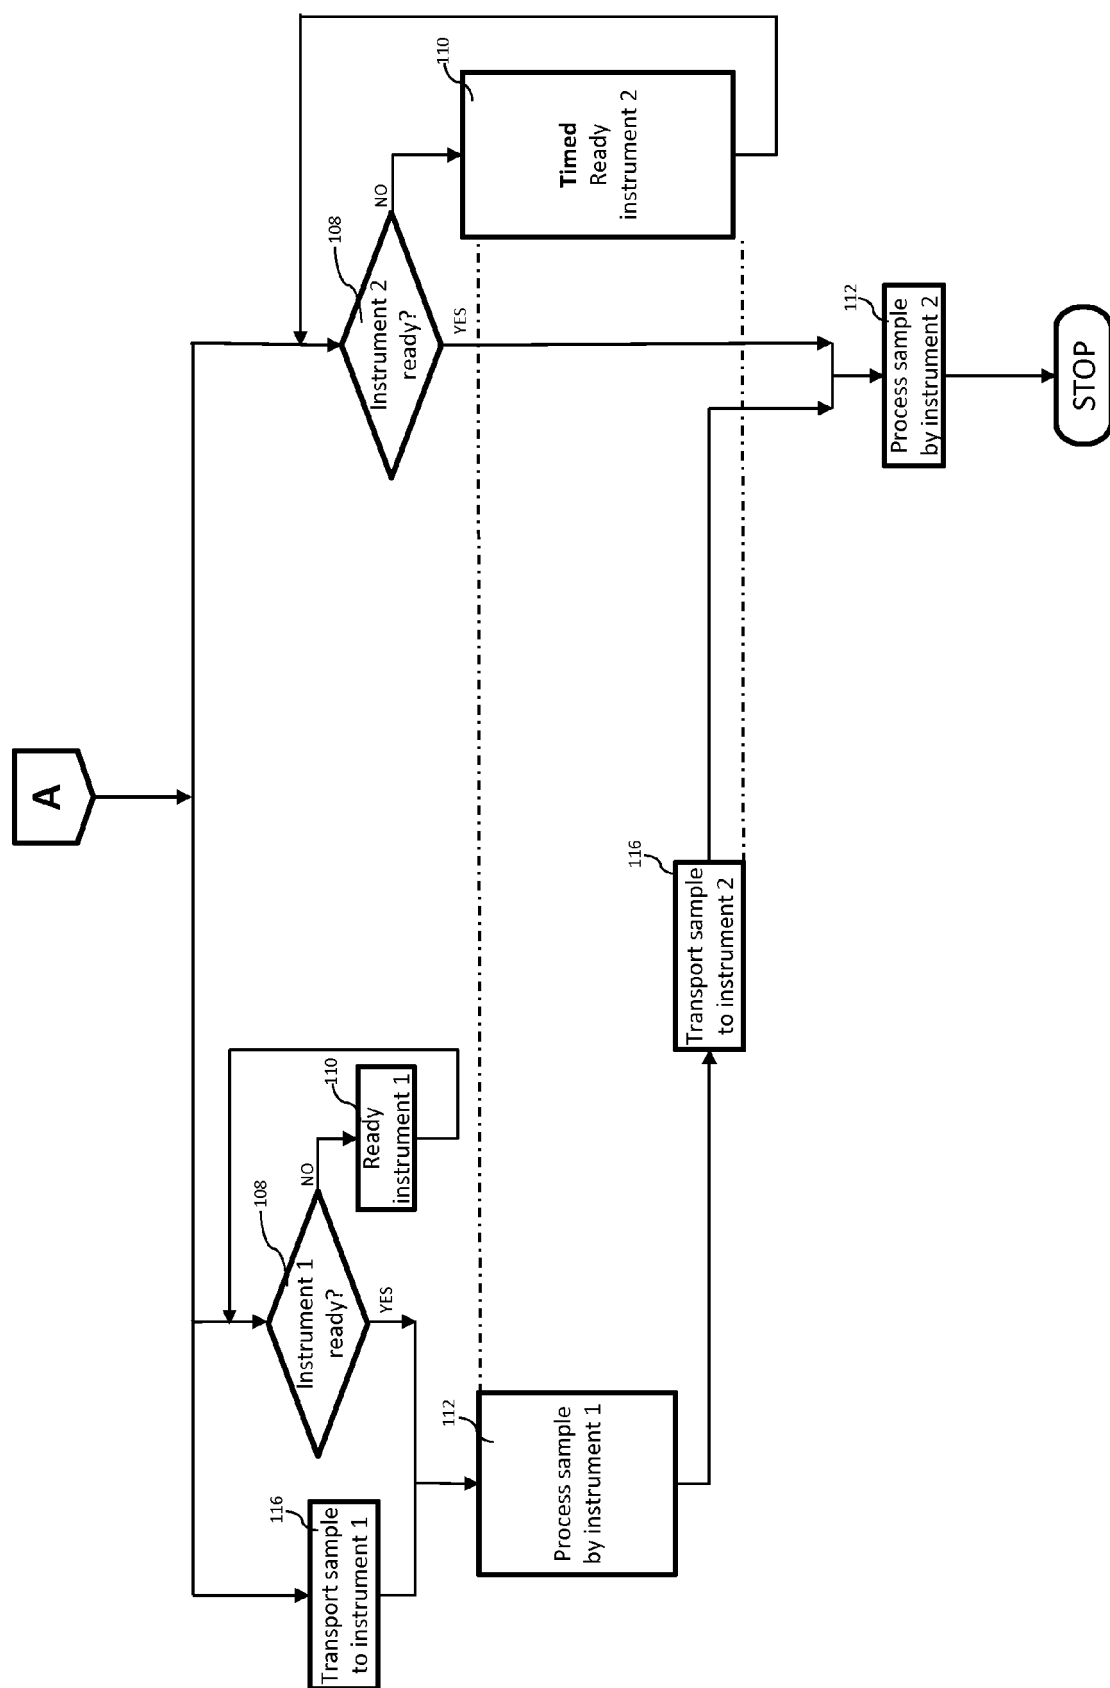 A
116
Transport sample
to instrument 1
108
Instrument 1
ready?
NO
YES
110
Ready
instrument 1
112
Process sample
by instrument 1
116
Transport sample
to instrument 2
108
Instrument 2
ready?
NO
YES
110
Timed
Ready
instrument 2
112
Process sample
by instrument 2
STOP